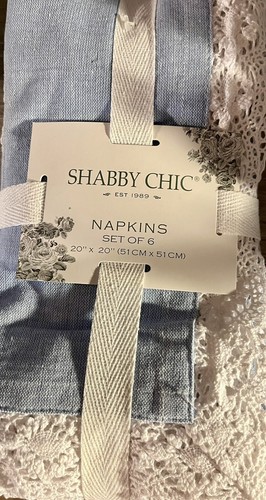 SHABBY CHIC®
EST 1989
NAPKINS
SET OF 6
20" X 20" (51CM X 51CM)